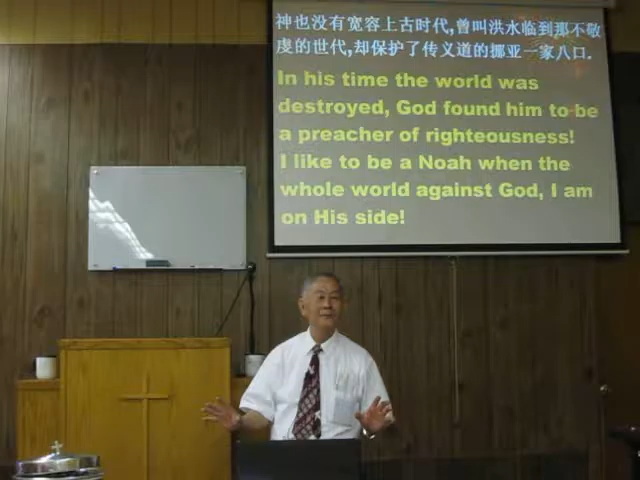 神也没有宽容上古时代,曾叫洪水临到那不敬
虔的世代,却保护了传义道的挪亚一家八口.
In his time the world was
destroyed, God found him to be
a preacher of righteousness!
I like to be a Noah when the
whole world against God, I am
on His side!